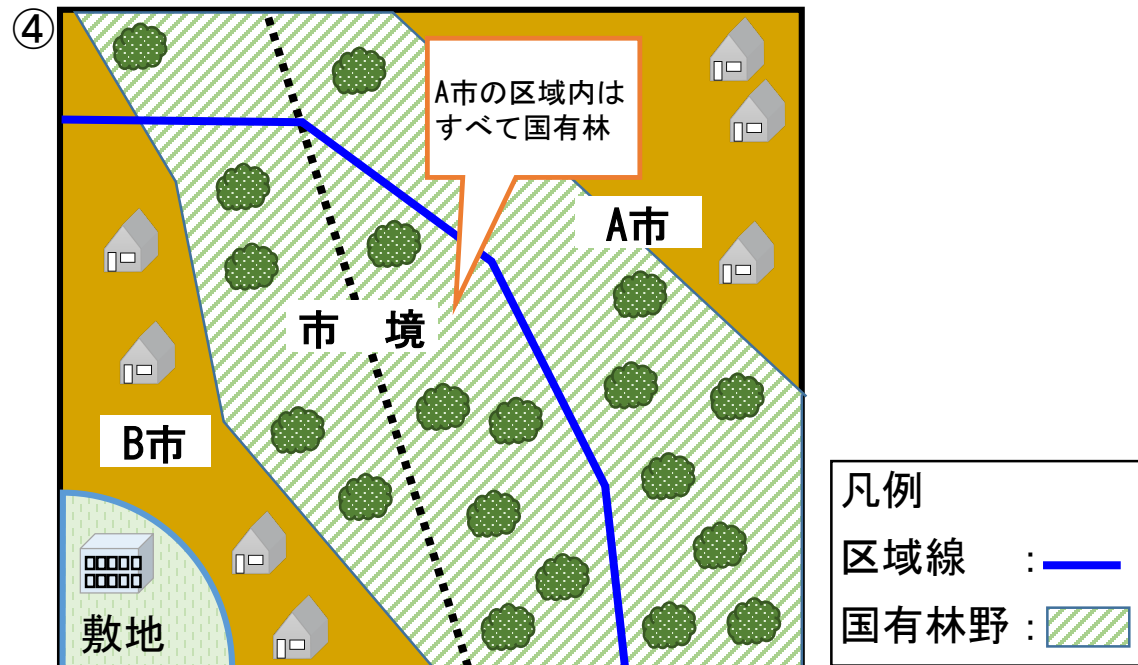 ④
A市の区域内は
すべて国有林
A市
市　境
B市
敷地
凡例
区域線　：
国有林野：